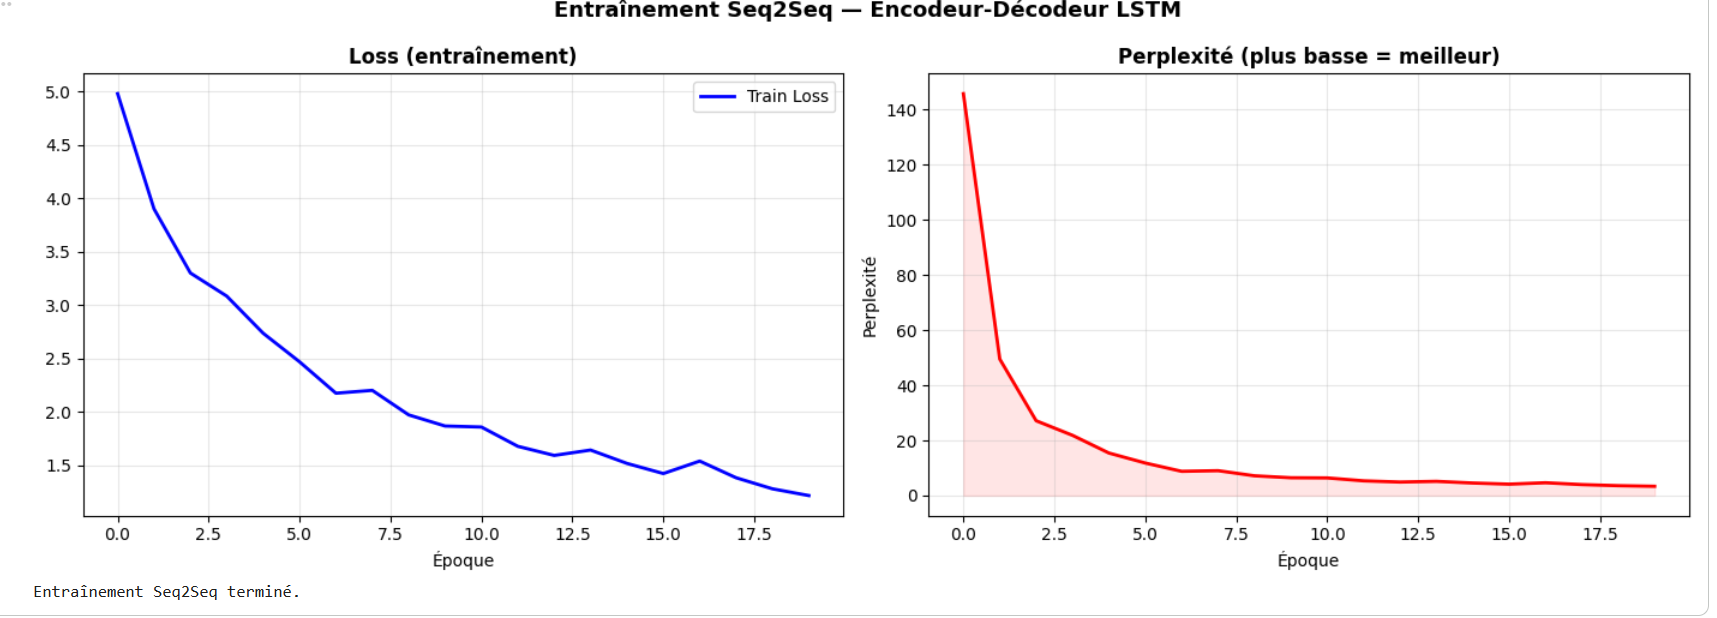 Entraînement Seq2Seq — Encodeur-Décodeur LSTM
Loss (entraînement)
Train Loss
5.0
4.5
4.0
3.5
3.0
2.5
2.0
1.5
0.0 2.5 5.0 7.5 10.0 12.5 15.0 17.5
Époque
Perplexité (plus basse = meilleur)
Perplexité
140
120
100
80
60
40
20
0
0.0 2.5 5.0 7.5 10.0 12.5 15.0 17.5
Époque
Entraînement Seq2Seq terminé.